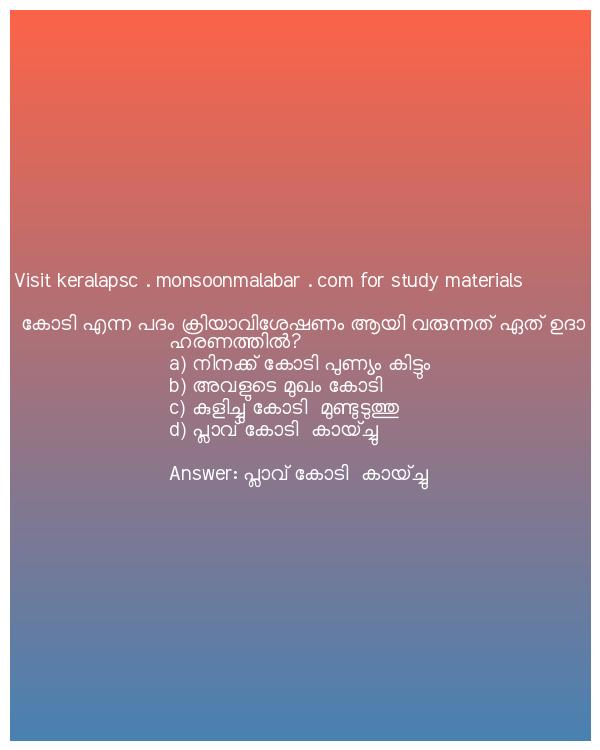 Visit keralapsc . monsoonmalabar . com for study materials
കോടി എന്ന പദം ക്രിയാവിശേഷണം ആയി വരുന്നത് ഏത് ഉദാ
ഹരണത്തിൽ?
a) നിനക്ക് കോടി പുണ്യം കിട്ടും
b) അവളുടെ മുഖം കോടി
c) കുളിച്ചു കോടി മുണ്ടുടുത്തു
d) പ്ലാവ് കോടി കായ്ച്ചു
Answer: പ്ലാവ് കോടി കായ്ച്ചു